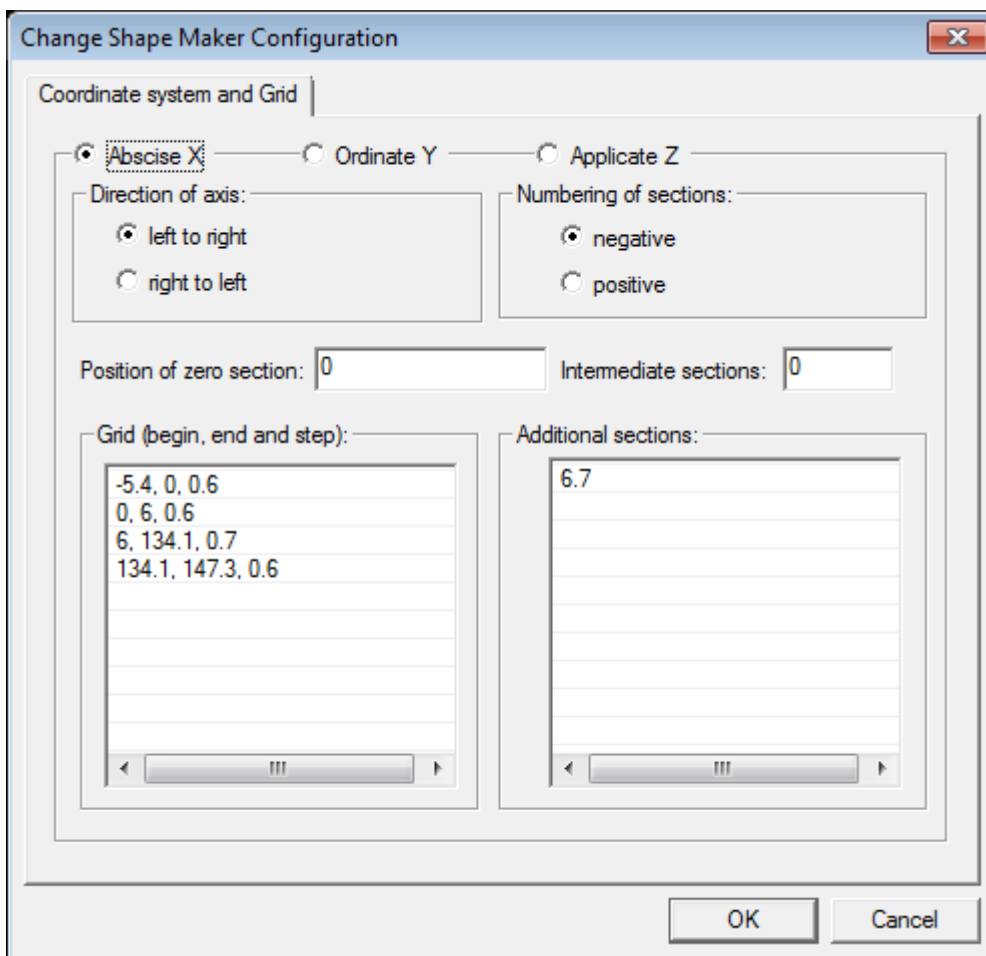 Change Shape Maker Configuration
Coordinate system and Grid
Abscise X Ordinate Y Applicate Z
Direction of axis: Numbering of sections:
left to right negative
right to left positive
Position of zero section: 0 Intermediate sections: 0
Grid (begin, end and step): Additional sections:
-5.4, 0, 0.6 6.7
0, 6, 0.6
6, 134.1, 0.7
134.1, 147.3, 0.6
OK Cancel